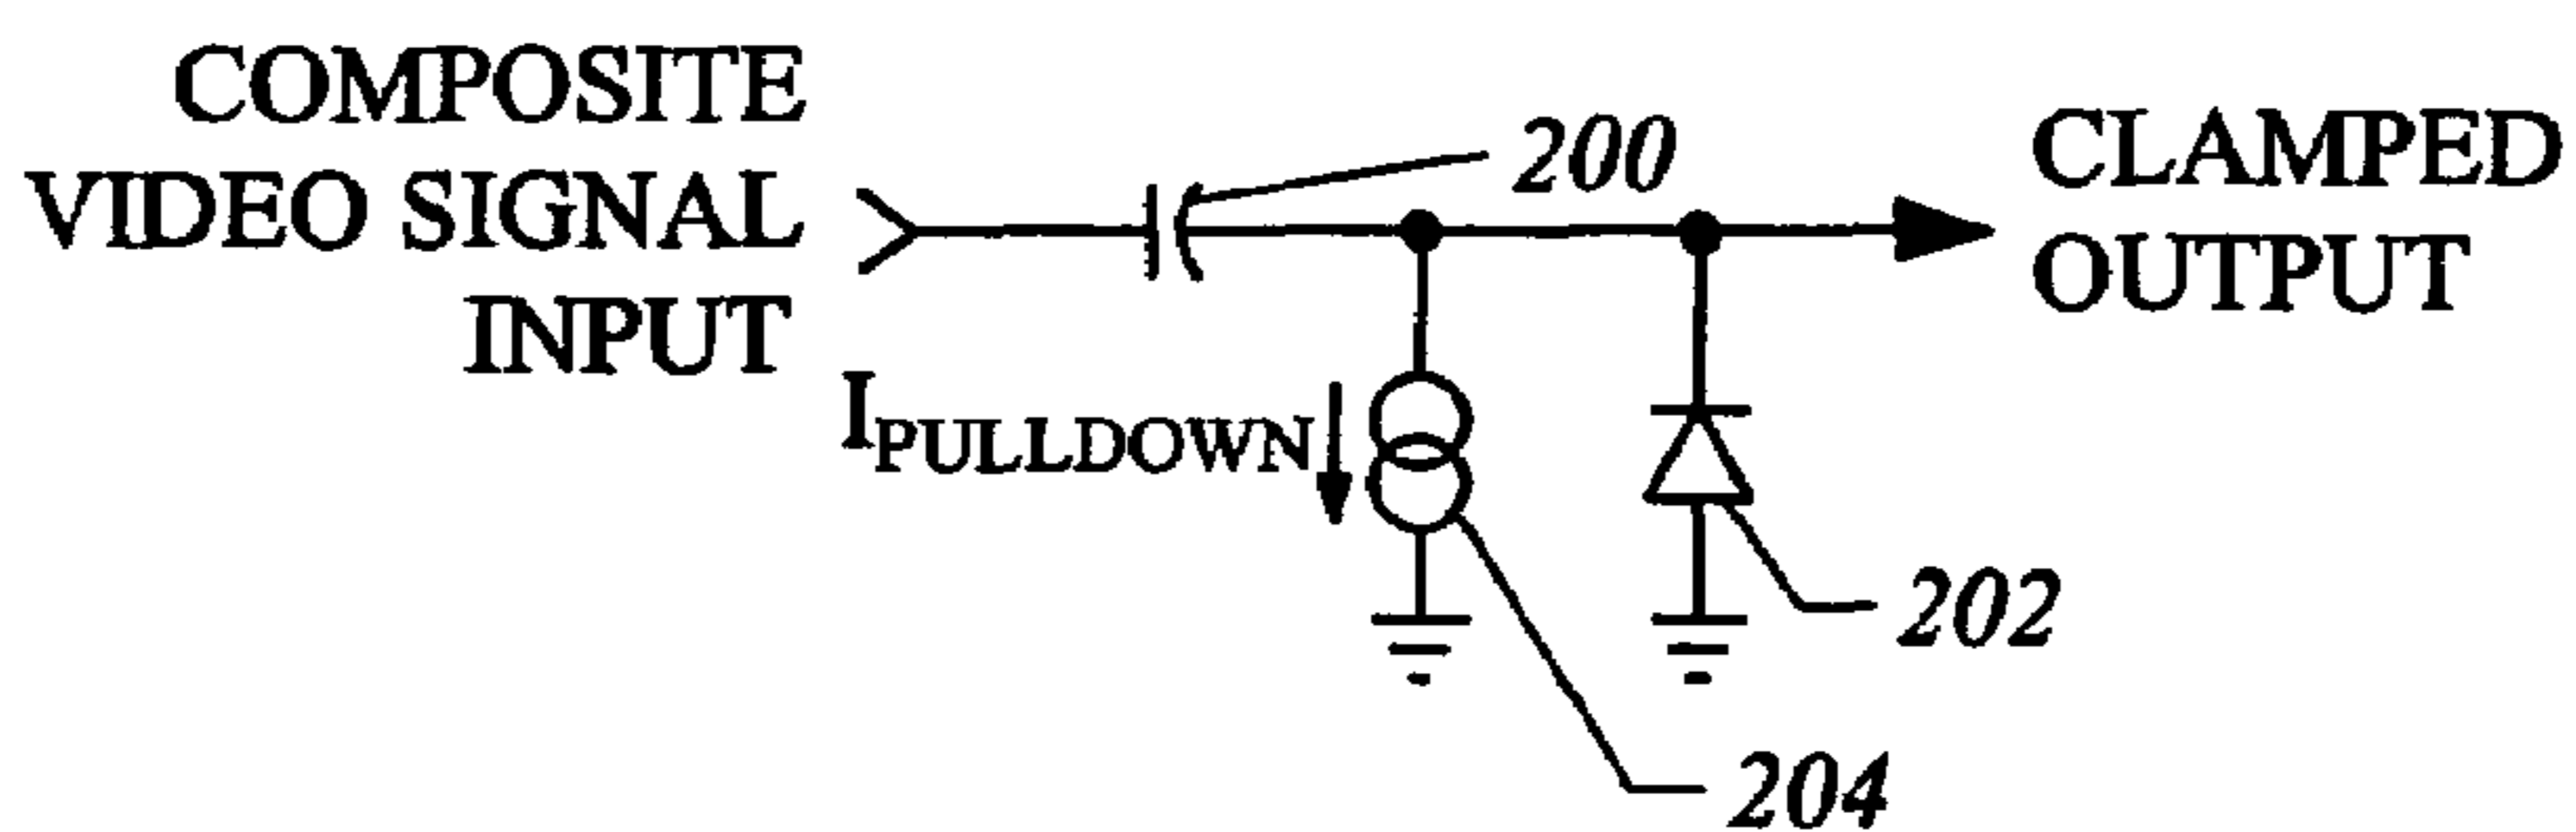 COMPOSITE
VIDEO SIGNAL
INPUT
200
CLAMPED
OUTPUT
IPULLDOWN
202
204